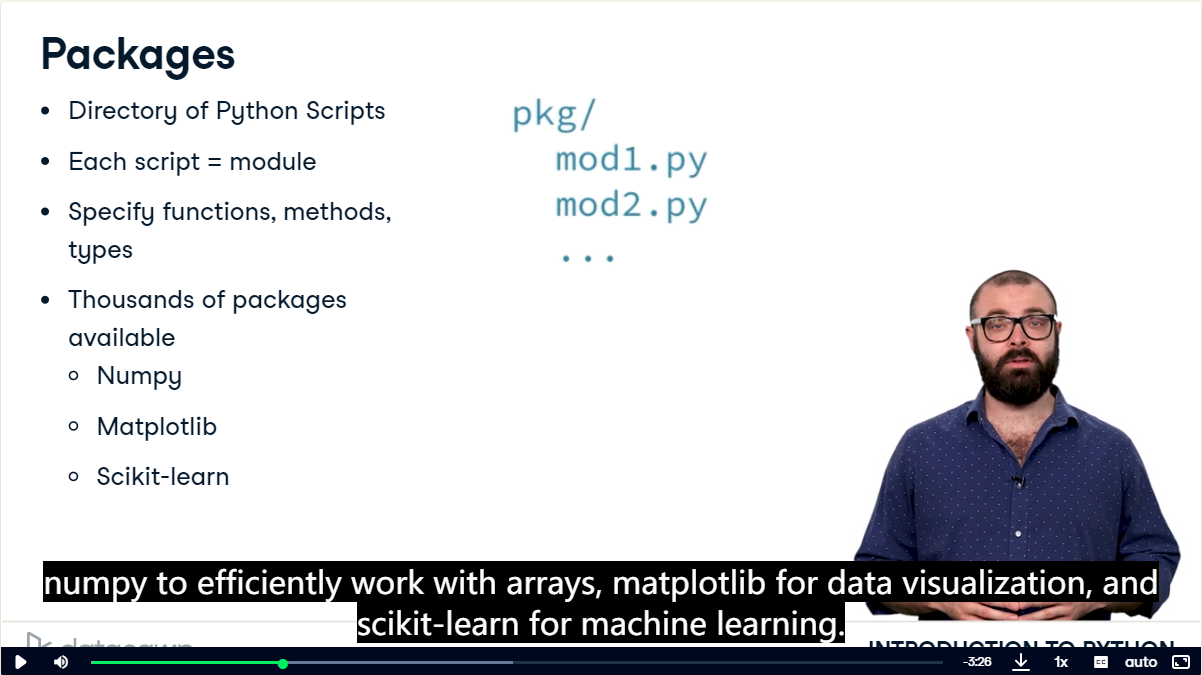 Packages
• Directory of Python Scripts
• Each script = module
• Specify functions, methods,
types
• Thousands of packages
available
○ Numpy
○ Matplotlib
○ Scikit-learn
pkg/
mod1.py
mod2.py
...
numpy to efficiently work with arrays, matplotlib for data visualization, and
scikit-learn for machine learning.
datacamp
INTRODUCTION TO PYTHON
-3:26
1x
CC
auto